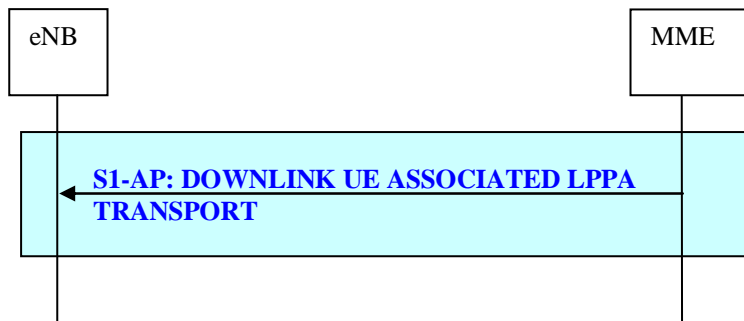 eNB
MME
S1-AP: DOWNLINK UE ASSOCIATED LPPA
TRANSPORT